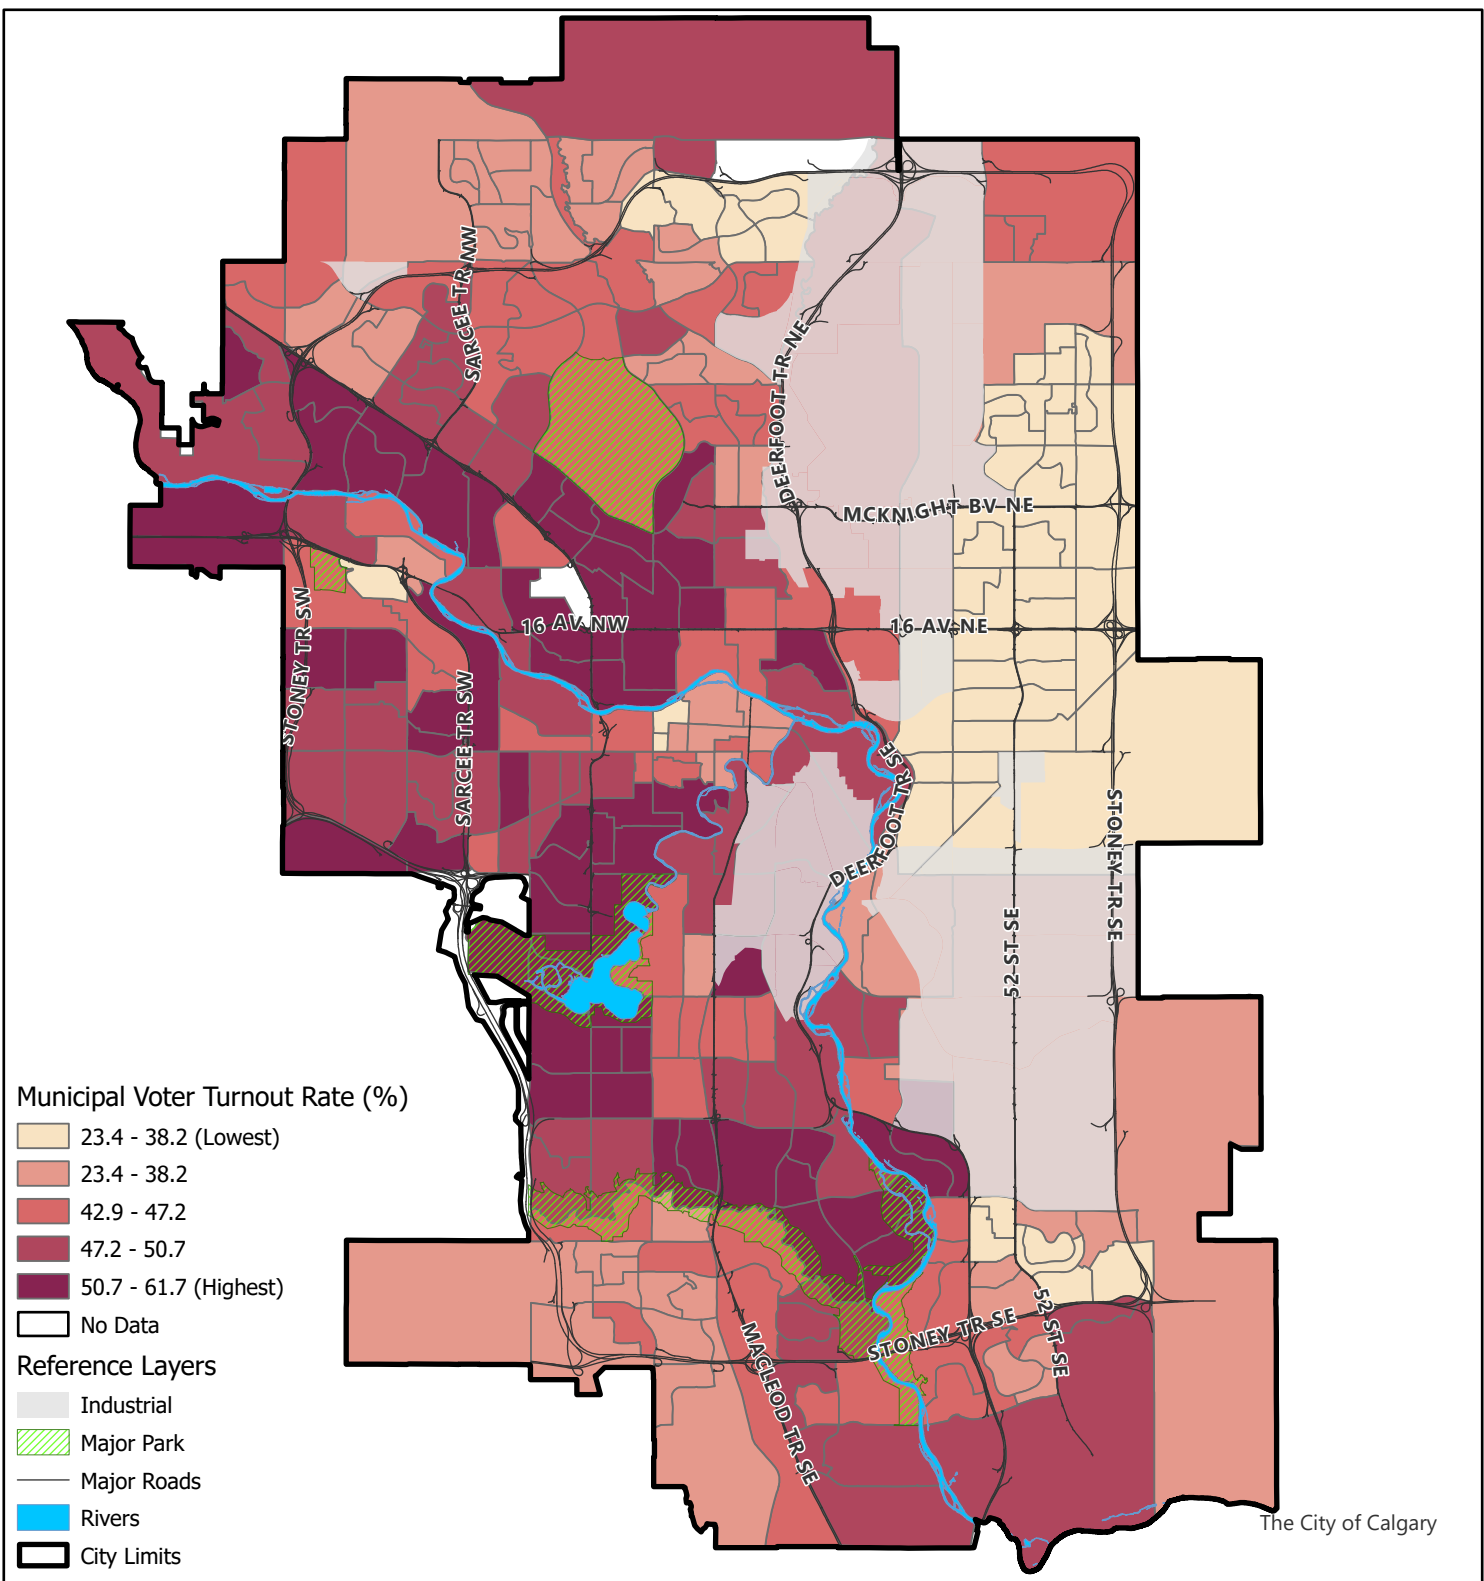 SARCEE TR NW
DEERFOOT TR NE
MCKNIGHT BV NE
16 AV NW
16 AV NE
STONEY TR SW
SARCEE TR SW
DEERFOOT TR SE
STONEY TR SE
52 ST SE
52 ST SE
STONEY TR SE
MACLEOD TR SE
Municipal Voter Turnout Rate (%)
23.4 - 38.2 (Lowest)
23.4 - 38.2
42.9 - 47.2
47.2 - 50.7
50.7 - 61.7 (Highest)
No Data
Reference Layers
Industrial
Major Park
Major Roads
Rivers
City Limits
The City of Calgary